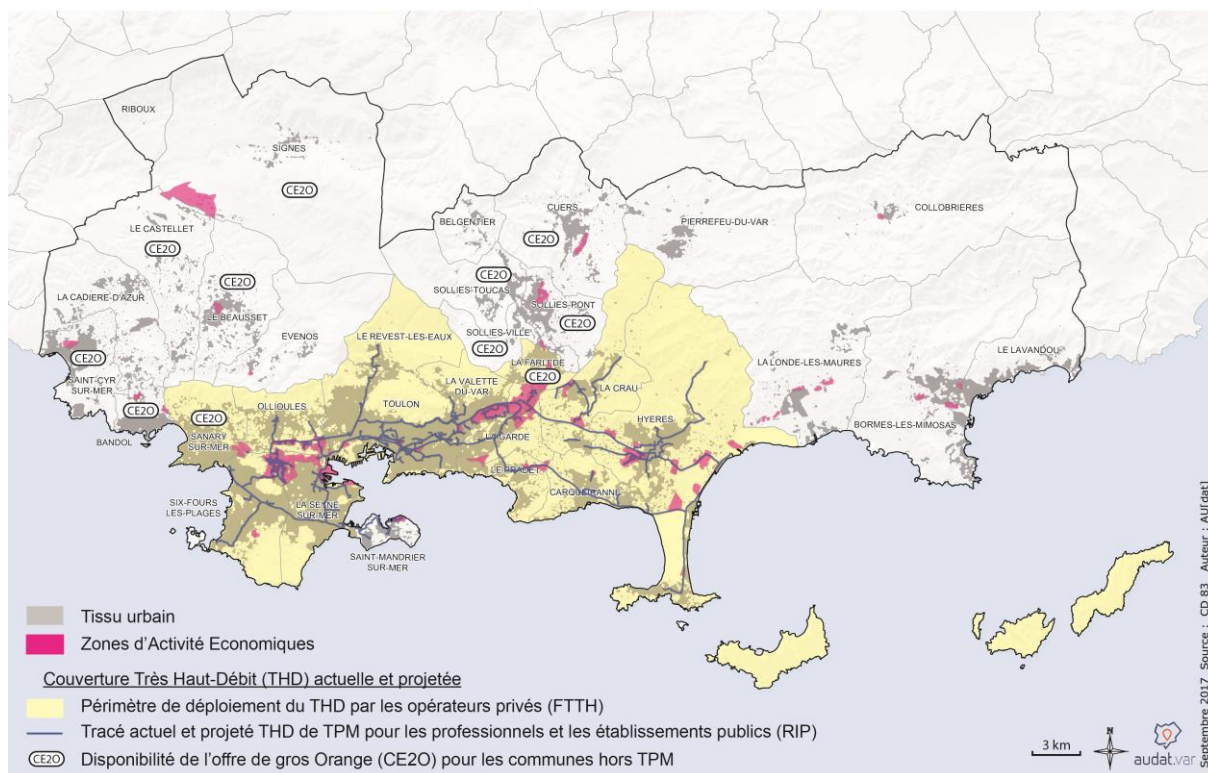 RIBOUX
SIGNES
CE2O
LE CASTELLET
CE2O
BELGENTIER
CUERS
CE2O
PIERREFEU-DU-VAR
COLLOBRIERES
CE2O
LA CADIERE-D'AZUR
LE BEAUSSET
CE2O
SOLLIES-TOUCAS
SOLLIES-PONT
CE2O
EVENOS
LE REVEST-LES-EAUX
SOLLIES-VILLE
CE2O
LA FARLEDE
CE2O
LA LONDE-LES-MAURES
LE LAVANDOU
CE2O
SAINT-CYR
SUR-MER
LA VALETTE
DU-VAR
LA CRAU
CE2O
BANDOL
CE2O
OLLIOULES
TOULON
HYERES
BORMES-LES-MIMOSAS
SANARY
SUR-MER
LA GARDE
LE PRADET
CARQUEIRANNE
SIX-FOURS
LES-PLAGES
LA SEYNE
SUR-MER
SAINT-MANDRIER
SUR-MER
Tissu urbain
Zones d'Activité Economiques
Couverture Très Haut-Débit (THD) actuelle et projetée
Périmètre de déploiement du THD par les opérateurs privés (FTTH)
Tracé actuel et projeté THD de TPM pour les professionnels et les établissements publics (RIP)
CE2O Disponibilité de l'offre de gros Orange (CE2O) pour les communes hors TPM
3 km
N
audat.var
Septembre 2017 Source : CD 83 Auteur : AU[dat]